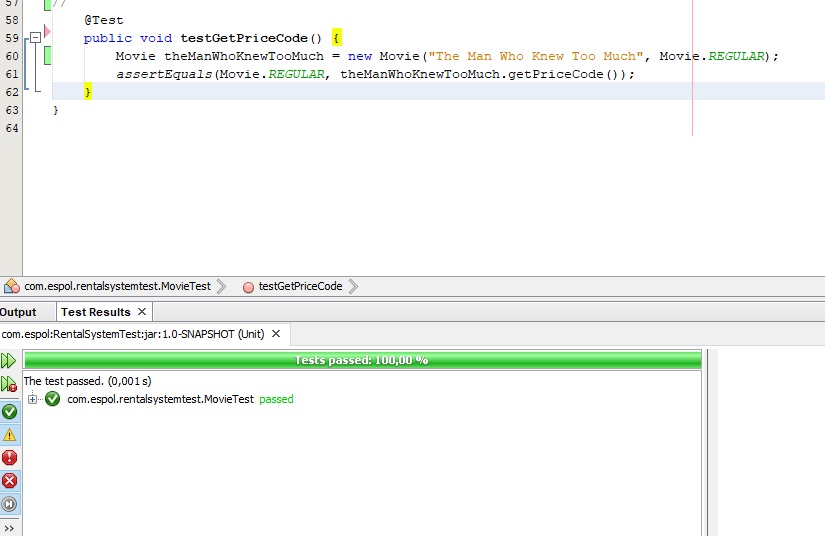 57 //
58 @Test
59 public void testGetPriceCode() {
60 Movie theManWhoKnewTooMuch = new Movie("The Man Who Knew Too Much", Movie.REGULAR);
61 assertEquals(Movie.REGULAR, theManWhoKnewTooMuch.getPriceCode());
62 }
63 }
64
com.espol.rentalsystemtest.MovieTest testGetPriceCode
Output Test Results
com.espol:RentalSystemTest:jar:1.0-SNAPSHOT (Unit)
Tests passed: 100,00 %
The test passed. (0,001 s)
com.espol.rentalsystemtest.MovieTest passed